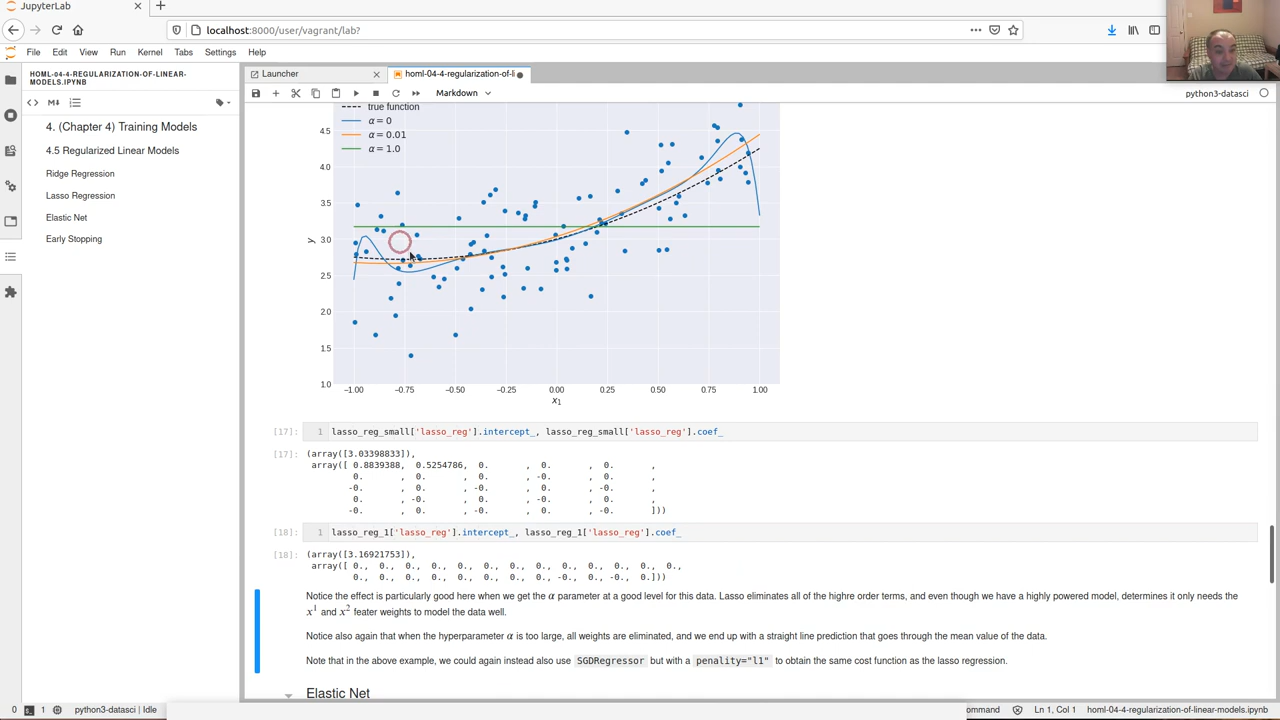 JupyterLab
localhost:8000/user/vagrant/lab?
File Edit View Run Kernel Tabs Settings Help
HOML-04-4-REGULARIZATION-OF-LINEAR-
MODELS.IPYNB
4. (Chapter 4) Training Models
4.5 Regularized Linear Models
Ridge Regression
Lasso Regression
Elastic Net
Early Stopping
Launcher
homl-04-4-regularization-of-li
Markdown
python3-datasci
true function
α = 0
α = 0.01
α = 1.0
4.5
4.0
3.5
3.0
2.5
2.0
1.5
1.0
y
−1.00 −0.75 −0.50 −0.25 0.00 0.25 0.50 0.75 1.00
x1
[17]: 1 lasso_reg_small['lasso_reg'].intercept_, lasso_reg_small['lasso_reg'].coef_
[17]: (array([3.03398833]),
array([ 0.8839388, 0.5254786, 0. , 0. , 0. ,
0. , 0. , 0. , -0. , 0. ,
-0. , 0. , -0. , 0. , -0. ,
0. , -0. , 0. , -0. , 0. ,
-0. , 0. , -0. , 0. , -0. ]))
[18]: 1 lasso_reg_1['lasso_reg'].intercept_, lasso_reg_1['lasso_reg'].coef_
[18]: (array([3.16921753]),
array([ 0., 0., 0., 0., 0., 0., 0., 0., 0., 0., 0., 0., 0.,
0., 0., 0., 0., 0., 0., 0., -0., 0., -0., 0., 0.]))
Notice the effect is particularly good here when we get the α parameter at a good level for this data. Lasso eliminates all of the highre order terms, and even though we have a highly powered model, determines it only needs the
x1 and x2 feater weights to model the data well.
Notice also again that when the hyperparameter α is too large, all weights are eliminated, and we end up with a straight line prediction that goes through the mean value of the data.
Note that in the above example, we could again instead also use SGDRegressor but with a penality="l1" to obtain the same cost function as the lasso regression.
Elastic Net
0 1 python3-datasci | Idle
ommand Ln 1, Col 1 homl-04-4-regularization-of-linear-models.ipynb